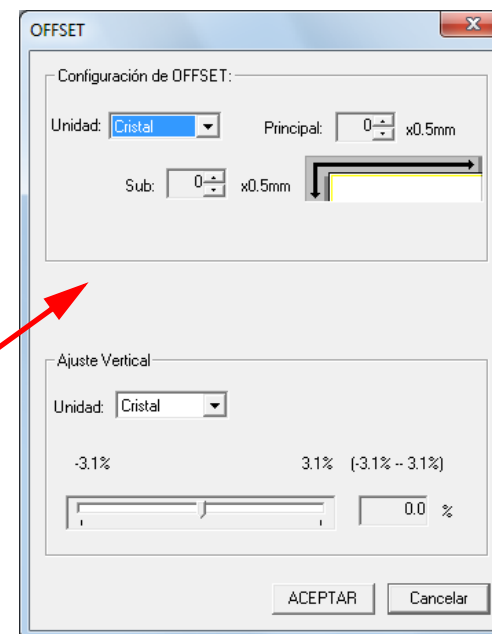 OFFSET
Configuración de OFFSET:
Unidad: Cristal Principal: 0 x0.5mm
Sub: 0 x0.5mm
Ajuste Vertical
Unidad: Cristal
-3.1% 3.1% (-3.1% -- 3.1%)
0.0 %
ACEPTAR Cancelar